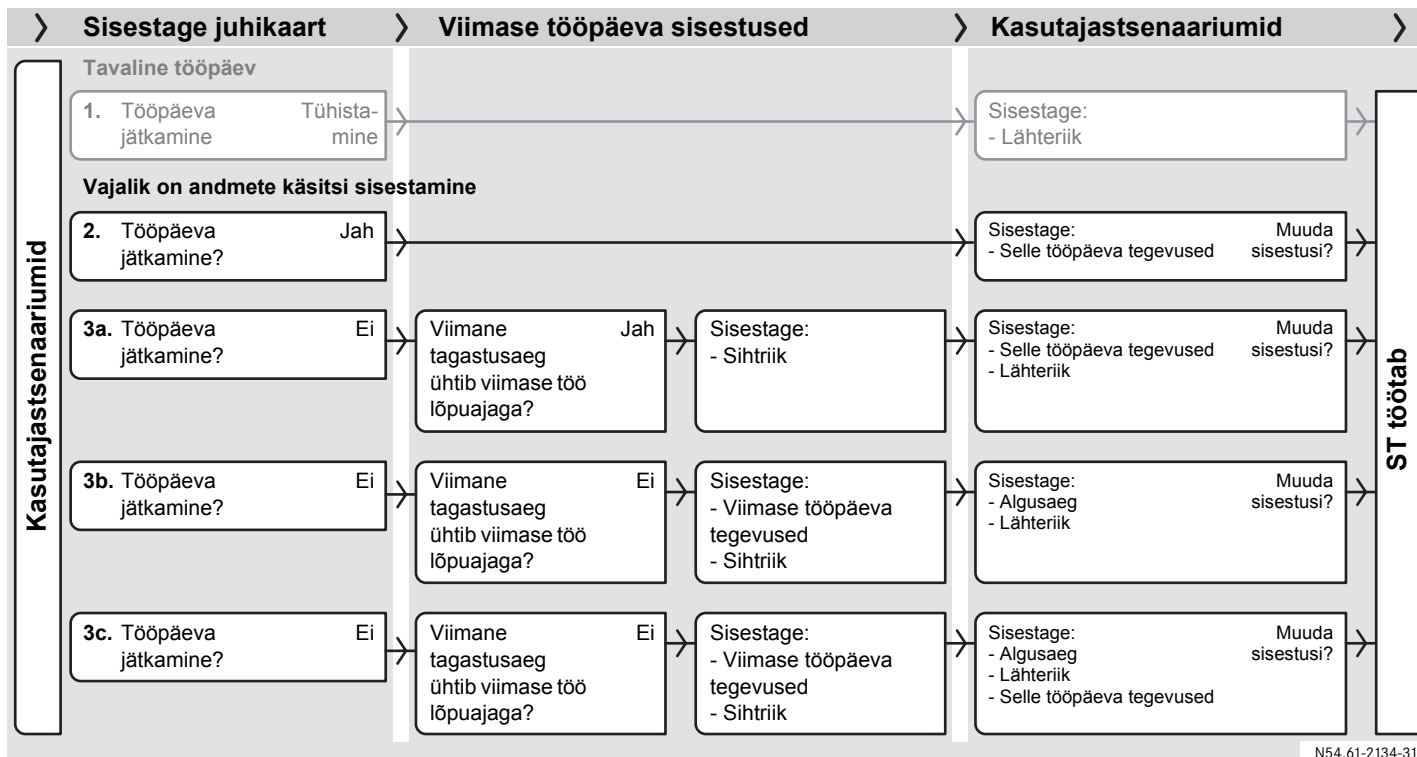 Sisestage juhikaart
Viimase tööpäeva sisestused
Kasutajastsenaariumid
Kasutajastsenaariumid
Tavaline tööpäev
1. Tööpäeva Tühista-
jätkamine mine
Sisestage:
- Lähteriik
Vajalik on andmete käsitsi sisestamine
2. Tööpäeva Jah
jätkamine?
Sisestage: Muuda
- Selle tööpäeva tegevused sisestusi?
3a. Tööpäeva Ei
jätkamine?
Viimane Jah
tagastusaeg
ühtib viimase töö
lõpuajaga?
Sisestage:
- Sihtriik
Sisestage: Muuda
- Selle tööpäeva tegevused sisestusi?
- Lähteriik
3b. Tööpäeva Ei
jätkamine?
Viimane Ei
tagastusaeg
ühtib viimase töö
lõpuajaga?
Sisestage:
- Viimase tööpäeva
tegevused
- Sihtriik
Sisestage: Muuda
- Algusaeg sisestusi?
- Lähteriik
3c. Tööpäeva Ei
jätkamine?
Viimane Ei
tagastusaeg
ühtib viimase töö
lõpuajaga?
Sisestage:
- Viimase tööpäeva
tegevused
- Sihtriik
Sisestage: Muuda
- Algusaeg sisestusi?
- Lähteriik
- Selle tööpäeva tegevused
ST töötab
N54.61-2134-31